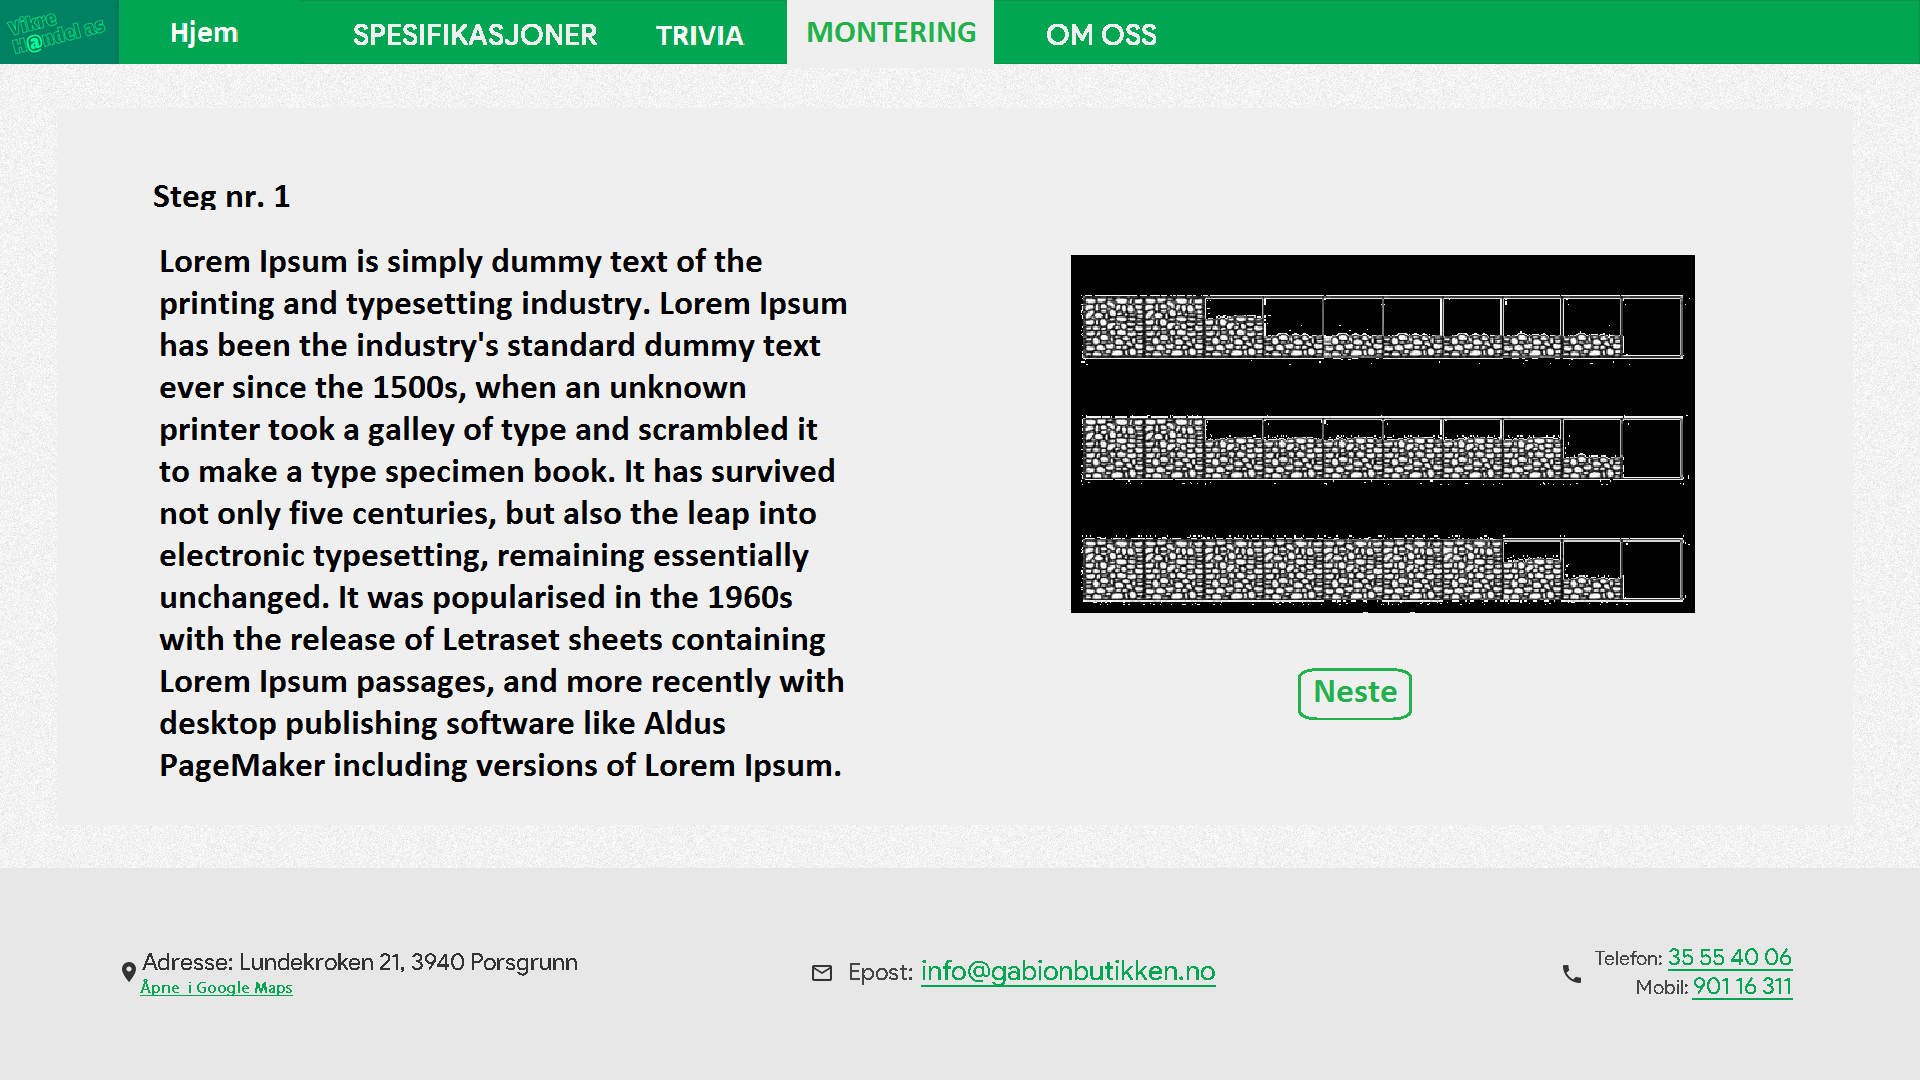 Vikre
H@ndel as
Hjem
SPESIFIKASJONER
TRIVIA
MONTERING
OM OSS
Steg nr. 1
Lorem Ipsum is simply dummy text of the
printing and typesetting industry. Lorem Ipsum
has been the industry's standard dummy text
ever since the 1500s, when an unknown
printer took a galley of type and scrambled it
to make a type specimen book. It has survived
not only five centuries, but also the leap into
electronic typesetting, remaining essentially
unchanged. It was popularised in the 1960s
with the release of Letraset sheets containing
Lorem Ipsum passages, and more recently with
desktop publishing software like Aldus
PageMaker including versions of Lorem Ipsum.
Neste
Adresse: Lundekroken 21, 3940 Porsgrunn
Åpne i Google Maps
Epost: info@gabionbutikken.no
Telefon: 35 55 40 06
Mobil: 901 16 311